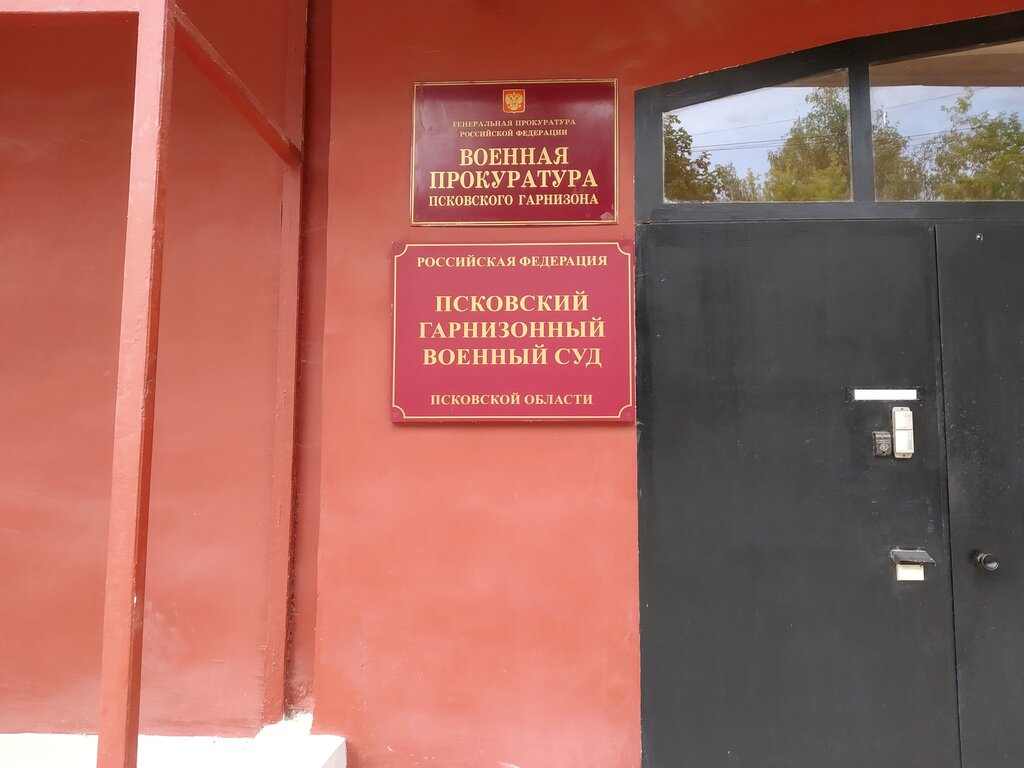 ГЕНЕРАЛЬНАЯ ПРОКУРАТУРА
РОССИЙСКОЙ ФЕДЕРАЦИИ
ВОЕННАЯ
ПРОКУРАТУРА
ПСКОВСКОГО ГАРНИЗОНА
РОССИЙСКАЯ ФЕДЕРАЦИЯ
ПСКОВСКИЙ
ГАРНИЗОННЫЙ
ВОЕННЫЙ СУД
ПСКОВСКОЙ ОБЛАСТИ